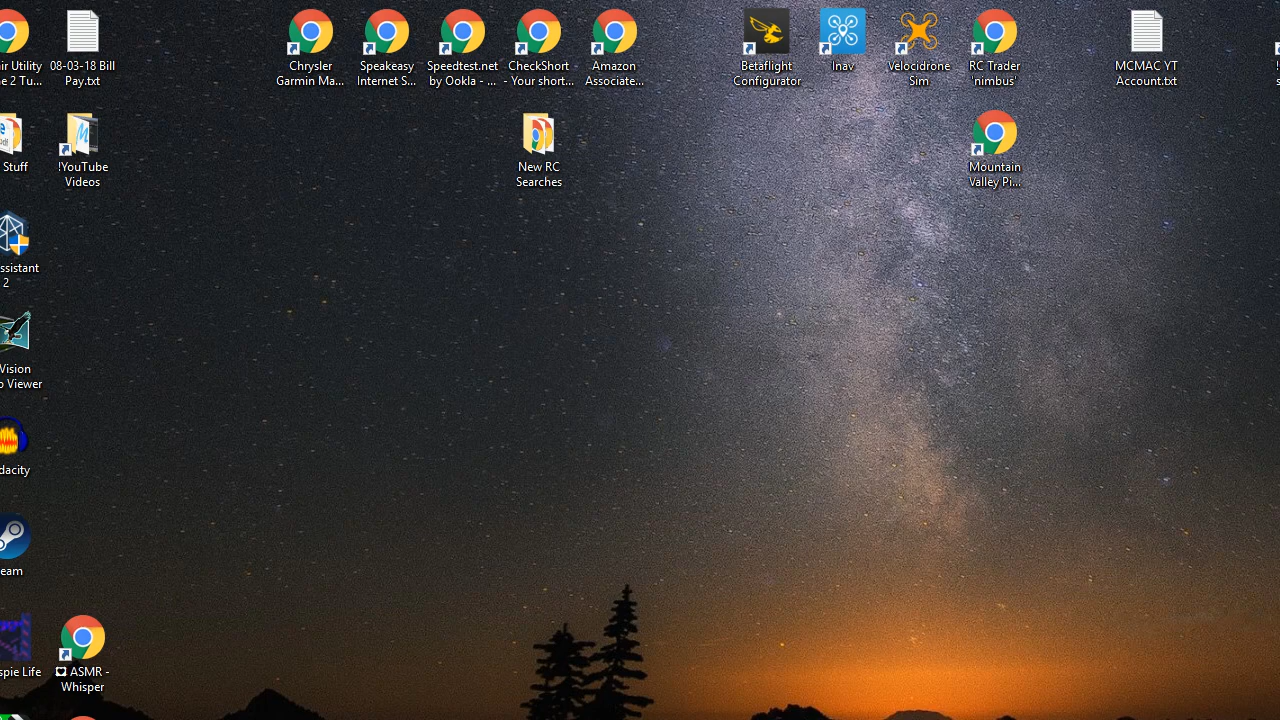 ir Utility
e 2 Tu...
08-03-18 Bill
Pay.txt
Chrysler
Garmin Ma...
Speakeasy
Internet S...
Speedtest.net
by Ookla - ...
CheckShort
- Your short...
Amazon
Associate...
Betaflight
Configurator
Inav
Velocidrone
Sim
RC Trader
'nimbus'
MCMAC YT
Account.txt
Stuff
!YouTube
Videos
New RC
Searches
Mountain
Valley Pi...
ssistant
2
Vision
o Viewer
dacity
eam
spie Life
ASMR -
Whisper